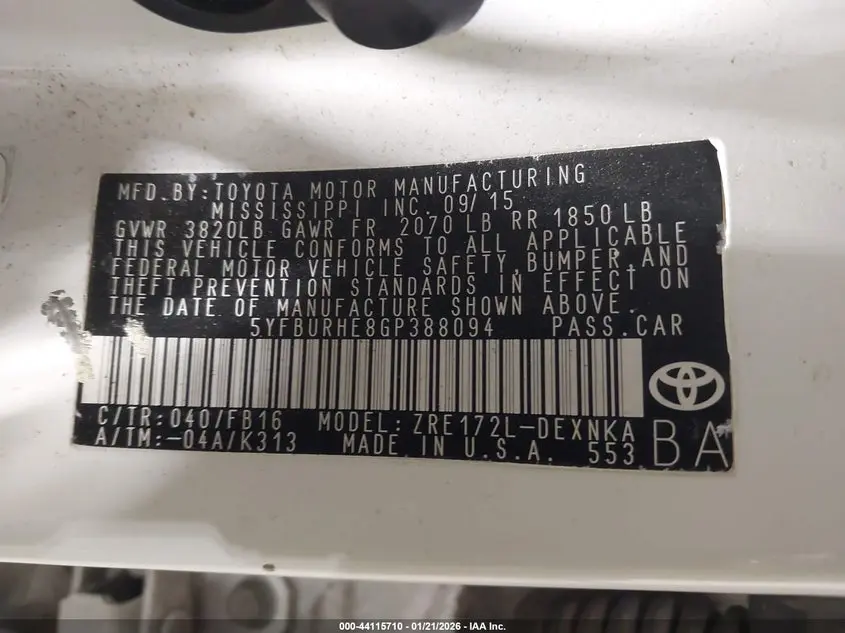 MFD.BY:TOYOTA MOTOR MANUFACTURING
MISSISSIPPI INC. 09/15
GVWR 3820LB GAWR FR 2070 LB RR 1850 LB
THIS VEHICLE CONFORMS TO ALL APPLICABLE
FEDERAL MOTOR VEHICLE SAFETY,BUMPER,AND
THEFT PREVENTION STANDARDS IN EFFECT ON
THE DATE OF MANUFACTURE SHOWN ABOVE.
5YFBURHE8GP388094 PASS.CAR
C/TR:040/FB16 MODEL:ZRE172L-DEXNKA
A/TM:-04A/K313 MADE IN U.S.A. 553 BA
000-44115710 - 01/21/2026 - © IAA Inc.